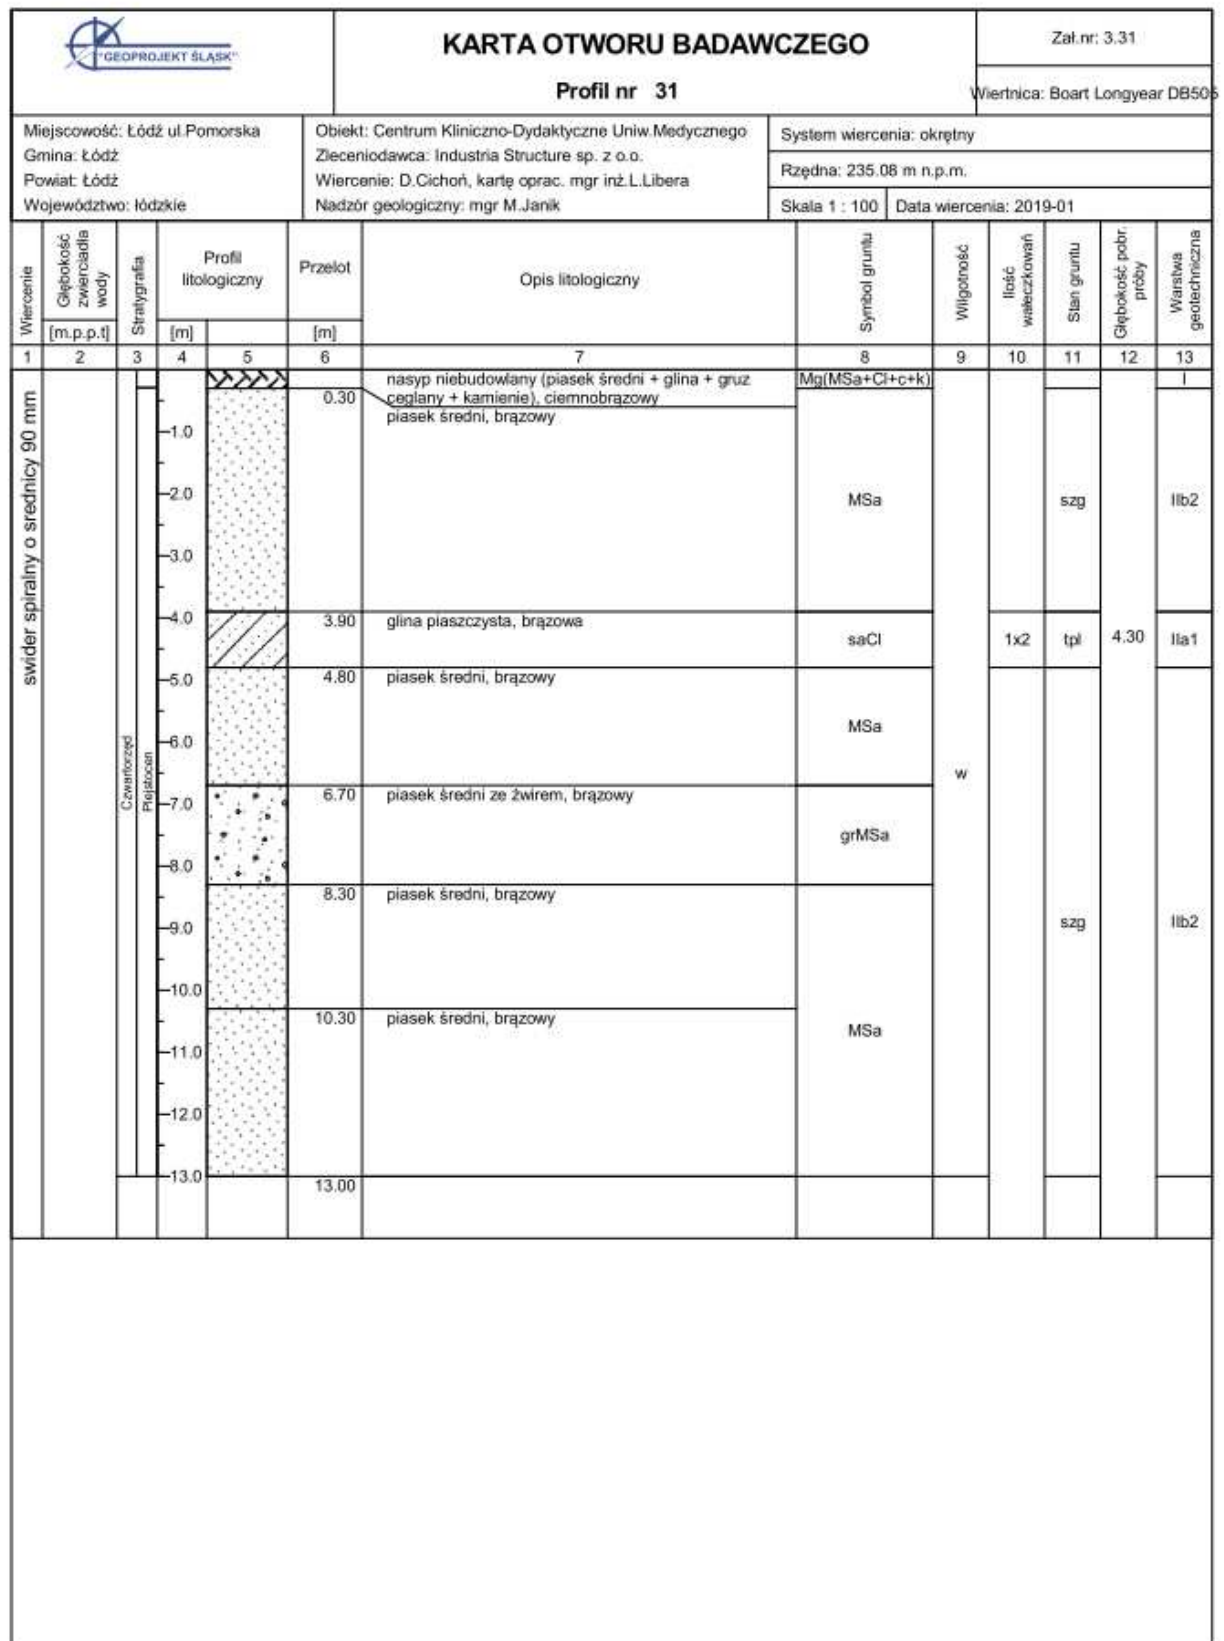 "GEOPROJEKT ŚLĄSK"
KARTA OTWORU BADAWCZEGO
Profil nr 31
Zał.nr: 3.31
Wiertnica: Boart Longyear DB505
Miejscowość: Łódź ul.Pomorska
Gmina: Łódź
Powiat: Łódź
Województwo: łódzkie
Obiekt: Centrum Kliniczno-Dydaktyczne Uniw.Medycznego
Zleceniodawca: Industria Structure sp. z o.o.
Wiercenie: D.Cichoń, kartę oprac. mgr inż.L.Libera
Nadzór geologiczny: mgr M.Janik
System wiercenia: okrętny
Rzędna: 235.08 m n.p.m.
Skala 1 : 100 Data wiercenia: 2019-01
Wiercenie
Głębokość
zwierciadła
wody
[m.p.p.t]
Stratygrafia
Profil
litologiczny
[m]
Przelot
[m]
Opis litologiczny
Symbol gruntu
Wilgotność
Ilość
wałeczkowań
Stan gruntu
Głębokość pobr.
próby
Warstwa
geotechniczna
1 2 3 4 5 6 7 8 9 10 11 12 13
swider spiralny o srednicy 90 mm
Czwartorzęd
Plejstocen
nasyp niebudowlany (piasek średni + glina + gruz
ceglany + kamienie), ciemnobrązowy
Mg(MSa+Cl+c+k)
I
0.30
piasek średni, brązowy
1.0
2.0
MSa
szg
IIb2
3.0
4.0
3.90 glina piaszczysta, brązowa
saCl
1x2
tpl
4.30
IIa1
5.0
4.80 piasek średni, brązowy
MSa
6.0
w
7.0
6.70 piasek średni ze żwirem, brązowy
grMSa
8.0
8.30 piasek średni, brązowy
9.0
szg
IIb2
10.0
10.30 piasek średni, brązowy
MSa
11.0
12.0
13.0
13.00